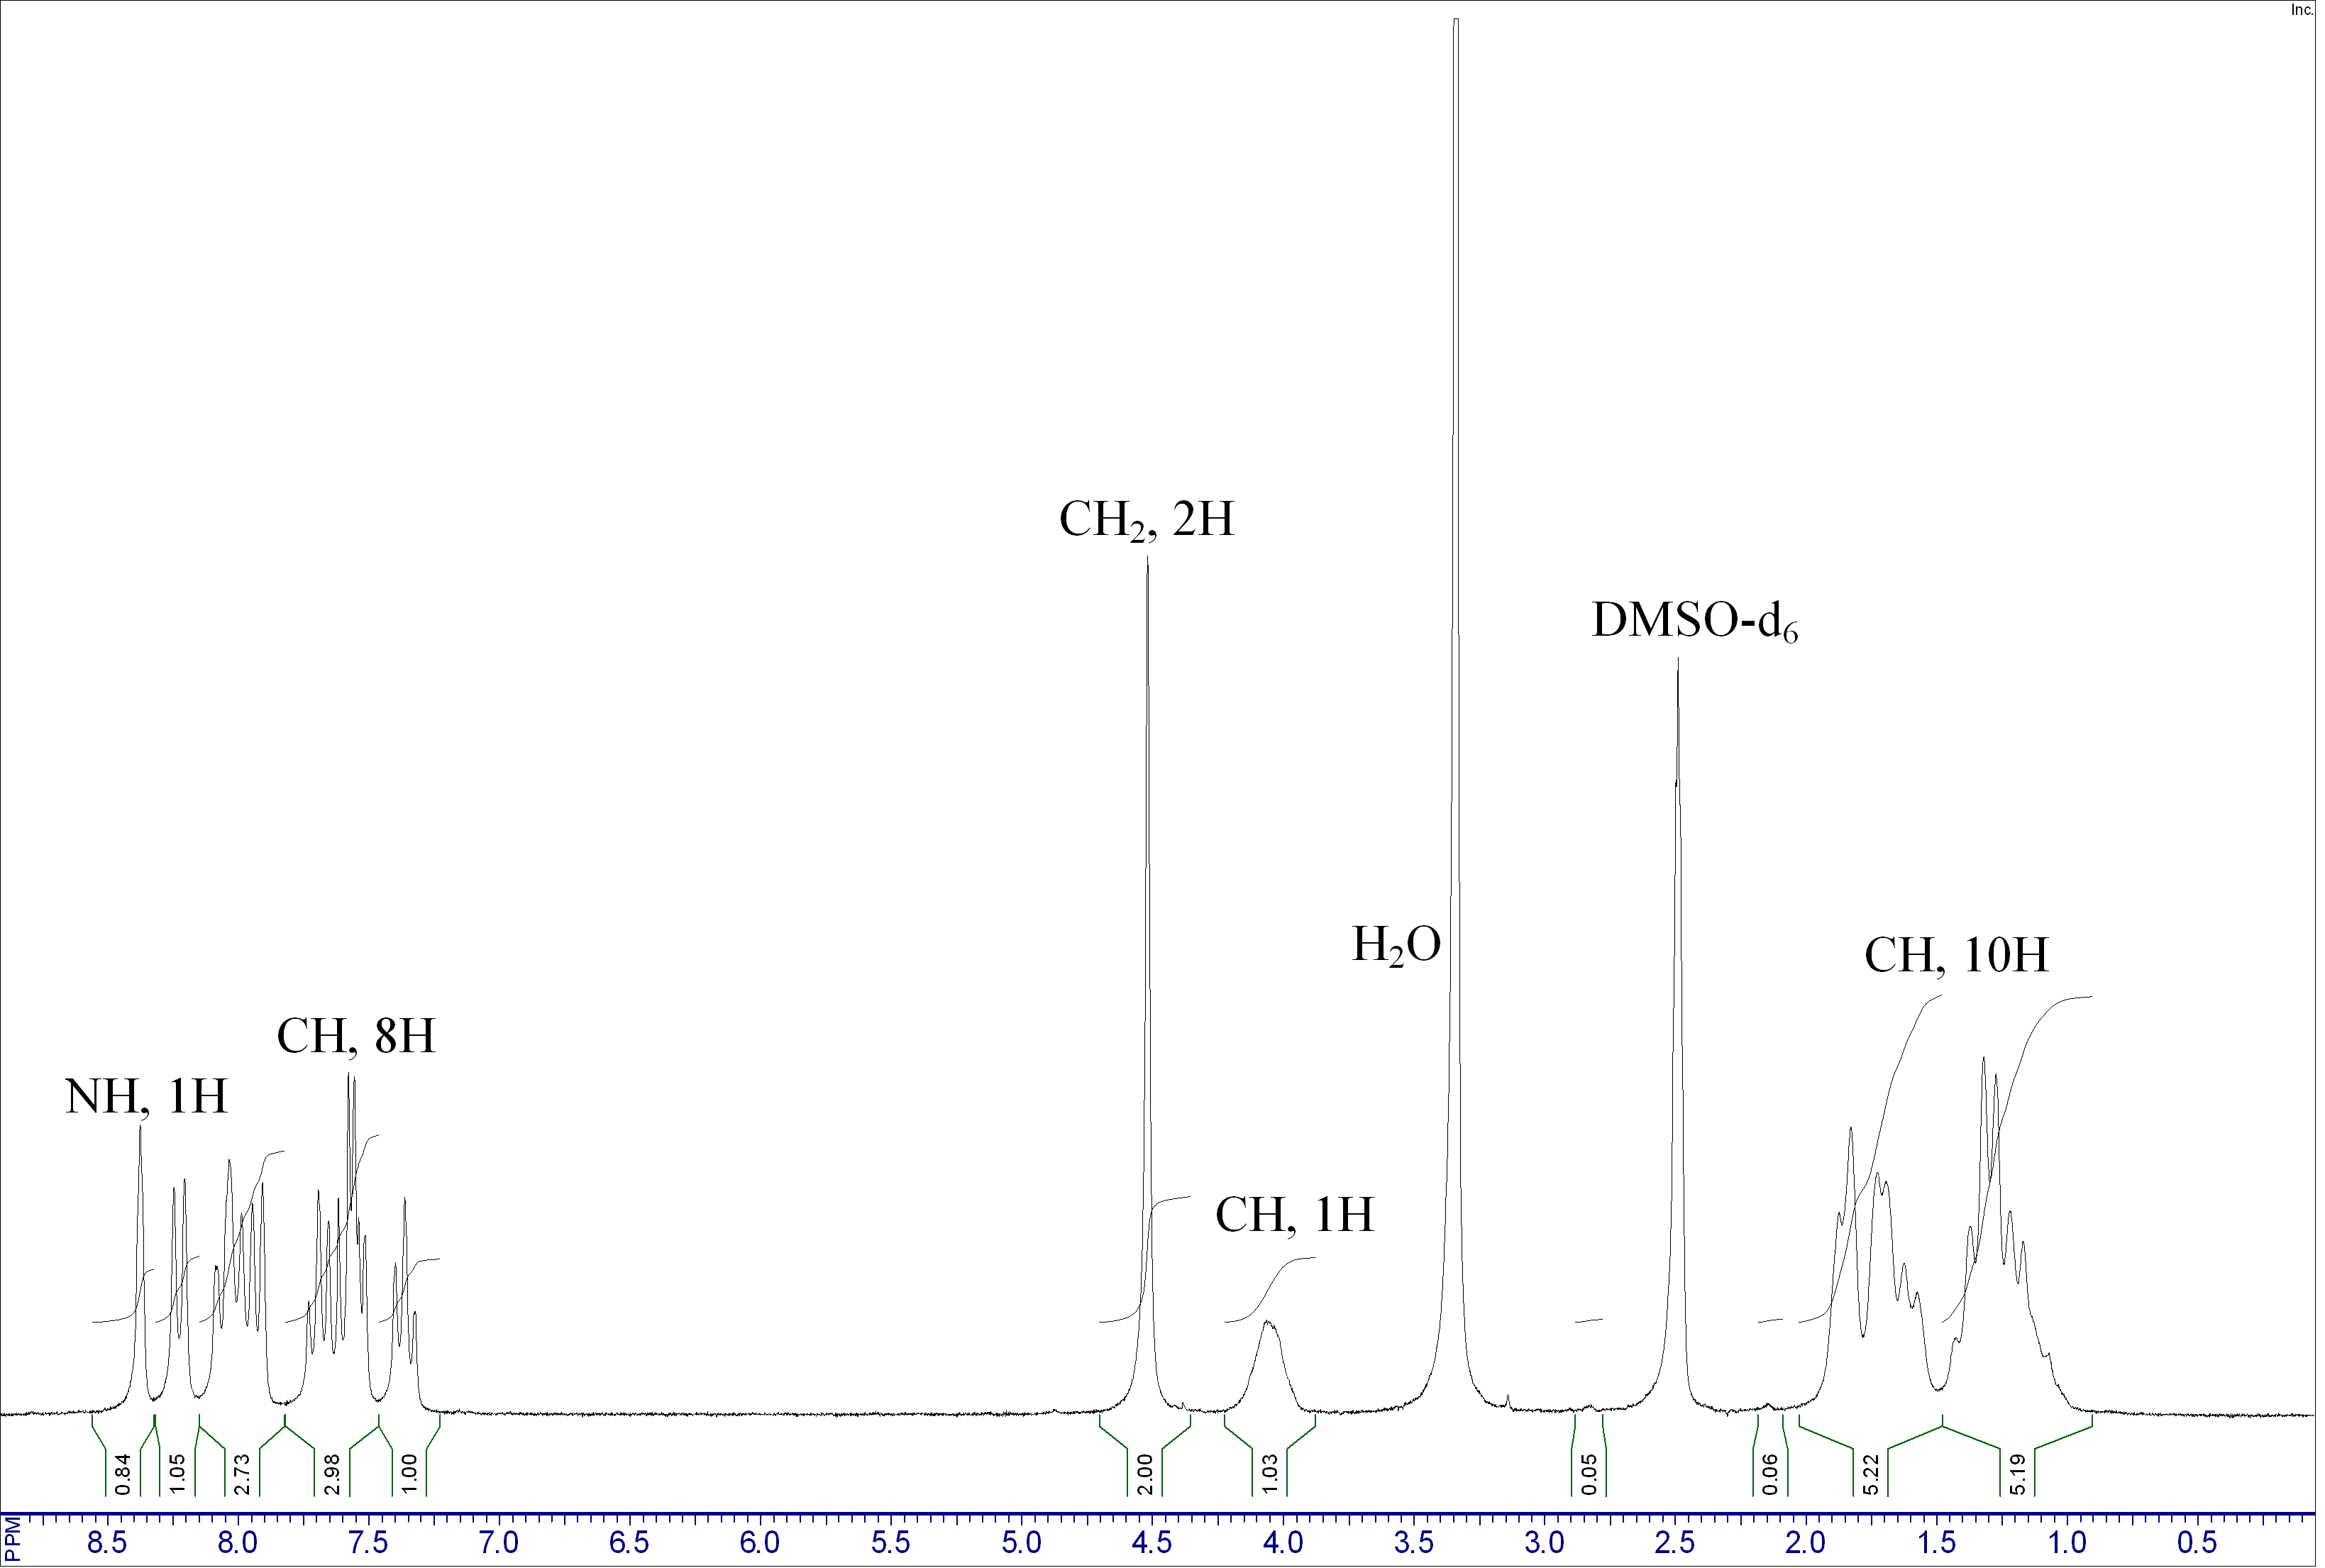 Inc.
CH₂, 2H
DMSO-d₆
H₂O
CH, 10H
CH, 8H
NH, 1H
CH, 1H
0.84 1.05 2.73 2.98 1.00 2.00 1.03 0.05 0.06 5.22 5.19
PPM 8.5 8.0 7.5 7.0 6.5 6.0 5.5 5.0 4.5 4.0 3.5 3.0 2.5 2.0 1.5 1.0 0.5